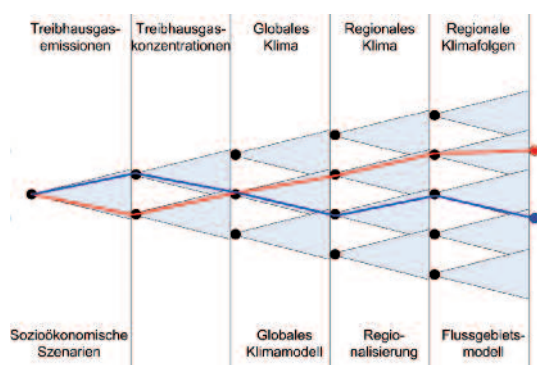 Treibhausgas-
emissionen
Treibhausgas-
konzentrationen
Globales
Klima
Regionales
Klima
Regionale
Klimafolgen
Sozioökonomische
Szenarien
Globales
Klimamodell
Regio-
nalisierung
Flussgebiets-
modell